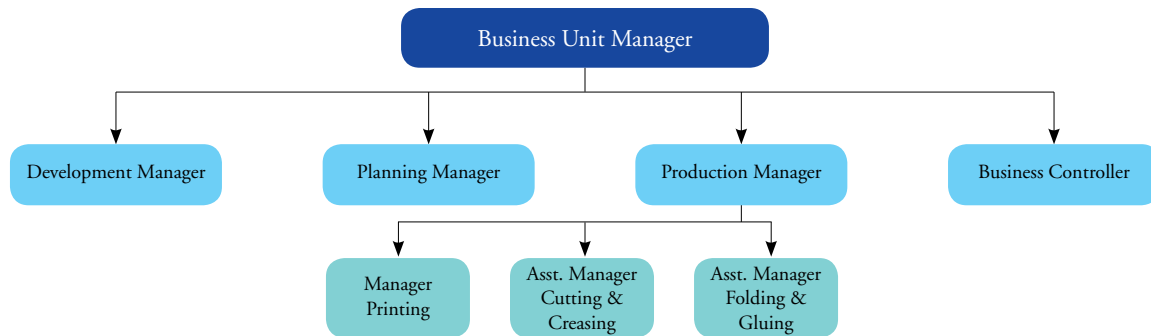 Business Unit Manager
Development Manager
Planning Manager
Production Manager
Business Controller
Manager
Printing
Asst. Manager
Cutting &
Creasing
Asst. Manager
Folding &
Gluing